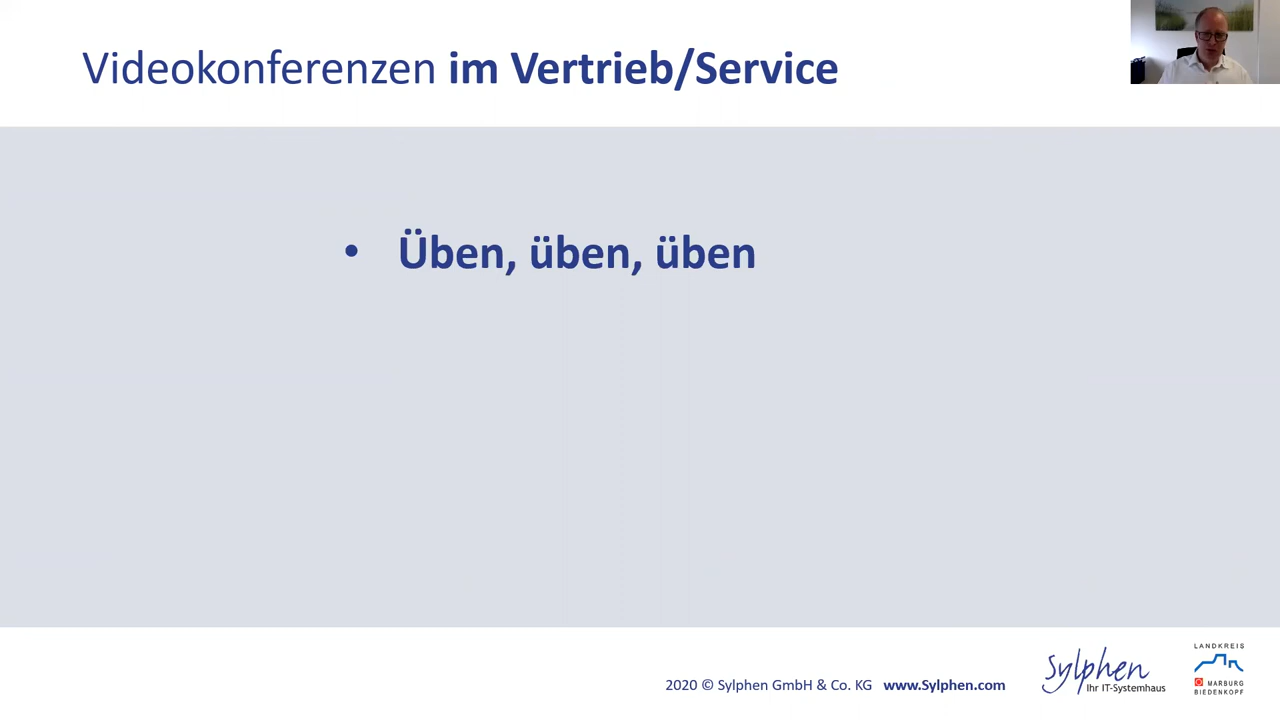 Videokonferenzen im Vertrieb/Service
• Üben, üben, üben
2020 © Sylphen GmbH & Co. KG www.Sylphen.com
Sylphen
Ihr IT-Systemhaus
LANDKREIS
MARBURG
BIEDENKOPF